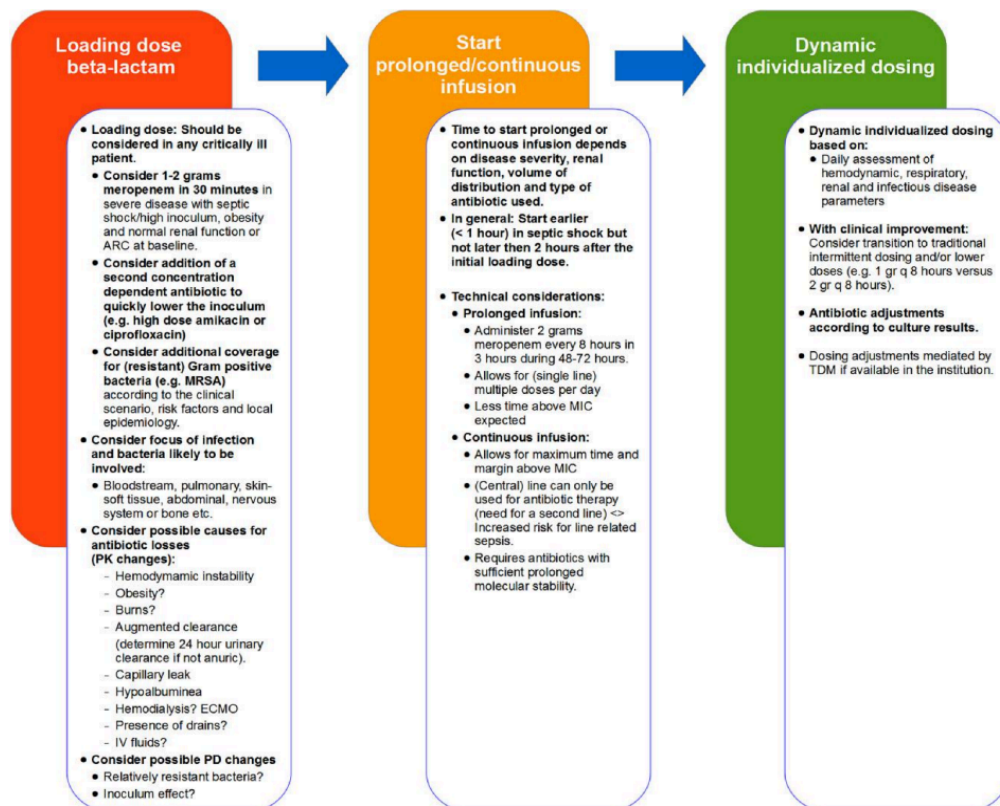 Loading dose
beta-lactam
Loading dose: Should be
considered in any critically ill
patient.
Consider 1-2 grams
meropenem in 30 minutes in
severe disease with septic
shock/high inoculum, obesity
and normal renal function or
ARC at baseline.
Consider addition of a
second concentration
dependent antibiotic to
quickly lower the inoculum
(e.g. high dose amikacin or
ciprofloxacin)
Consider additional coverage
for (resistant) Gram positive
bacteria (e.g. MRSA)
according to the clinical
scenario, risk factors and local
epidemiology.
Consider focus of infection
and bacteria likely to be
involved:
Bloodstream, pulmonary, skin-
soft tissue, abdominal, nervous
system or bone etc.
Consider possible causes for
antibiotic losses
(PK changes):
- Hemodymamic instability
- Obesity?
- Burns?
- Augmented clearance
(determine 24 hour urinary
clearance if not anuric).
- Capillary leak
- Hypoalbuminea
- Hemodialysis? ECMO
- Presence of drains?
- IV fluids?
Consider possible PD changes
Relatively resistant bacteria?
Inoculum effect?
Start
prolonged/continuous
infusion
Time to start prolonged or
continuous infusion depends
on disease severity, renal
function, volume of
distribution and type of
antibiotic used.
In general: Start earlier
(< 1 hour) in septic shock but
not later then 2 hours after the
initial loading dose.
Technical considerations:
Prolonged infusion:
Administer 2 grams
meropenem every 8 hours in
3 hours during 48-72 hours.
Allows for (single line)
multiple doses per day
Less time above MIC
expected
Continuous infusion:
Allows for maximum time and
margin above MIC
(Central) line can only be
used for antibiotic therapy
(need for a second line) <>
Increased risk for line related
sepsis.
Requires antibiotics with
sufficient prolonged
molecular stability.
Dynamic
individualized dosing
Dynamic individualized dosing
based on:
Daily assessment of
hemodynamic, respiratory,
renal and infectious disease
parameters
With clinical improvement:
Consider transition to traditional
intermittent dosing and/or lower
doses (e.g. 1 gr q 8 hours versus
2 gr q 8 hours).
Antibiotic adjustments
according to culture results.
Dosing adjustments mediated by
TDM if available in the institution.